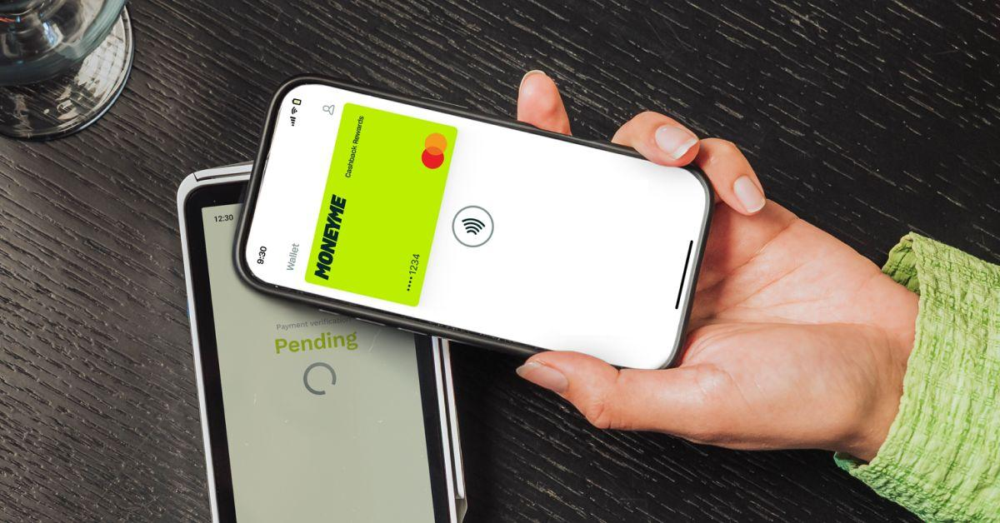 9:30
Wallet
MONEYME
Cashback Rewards
•••• 1234
12:30
Payment verification
Pending